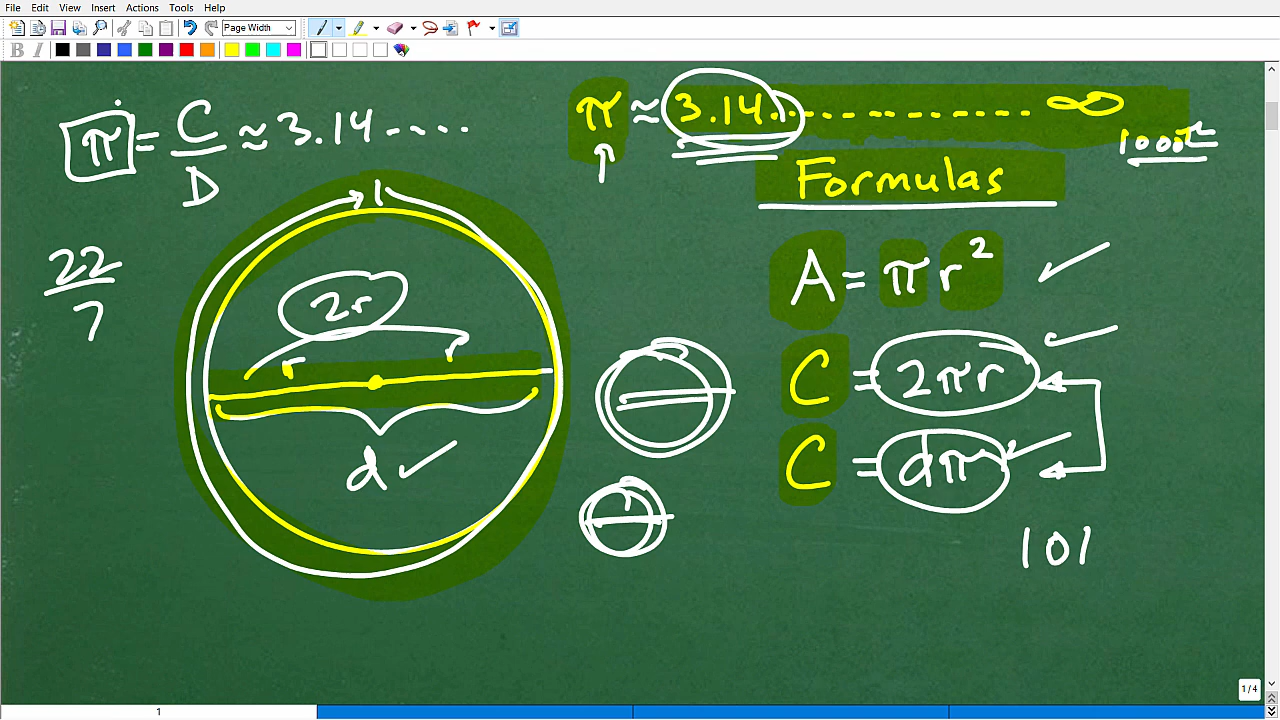 File Edit View Insert Actions Tools Help
Page Width
B I
π = C/D ≈ 3.14 ----
π ≈ 3.14 ------------- ∞
↑
1000th
Formulas
22/7
A = πr² ✓
2r
r r
C = 2πr ✓
C = dπ ✓
d ✓
101
1/4
1